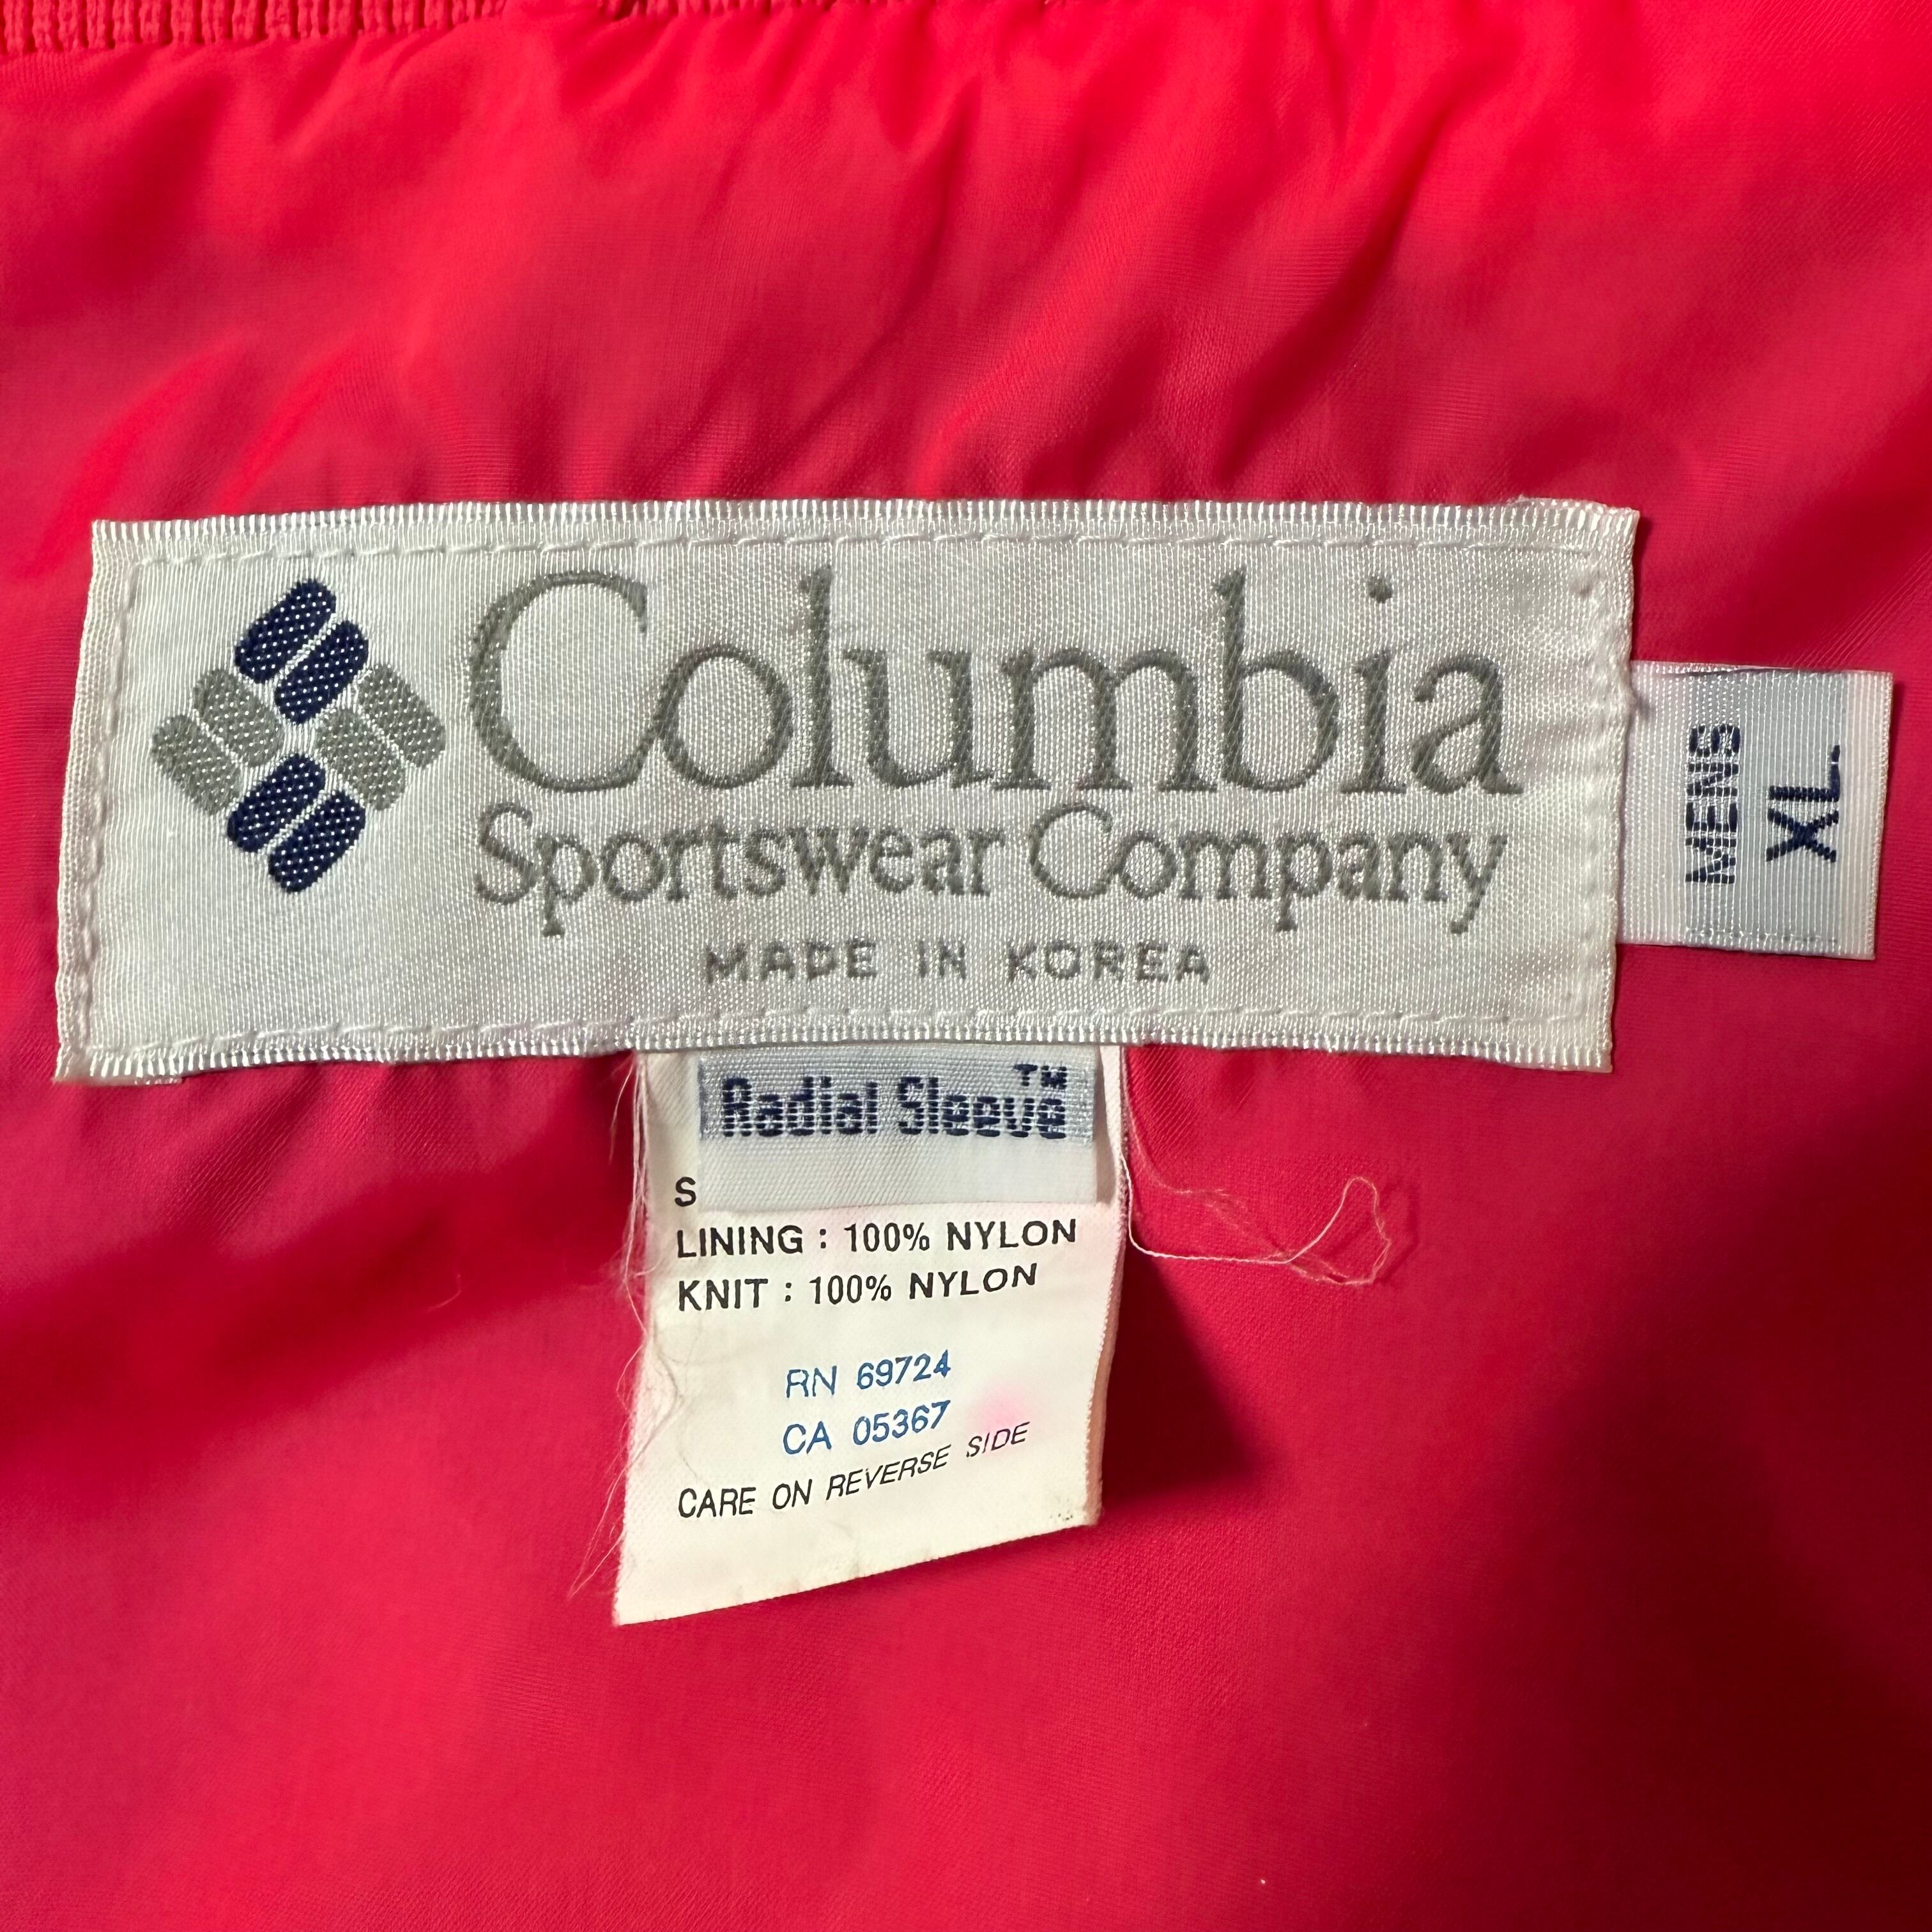 Columbia
Sportswear Company
MADE IN KOREA
MENS
XL
Radial Sleeve™
S
LINING : 100% NYLON
KNIT : 100% NYLON
RN 69724
CA 05367
CARE ON REVERSE SIDE